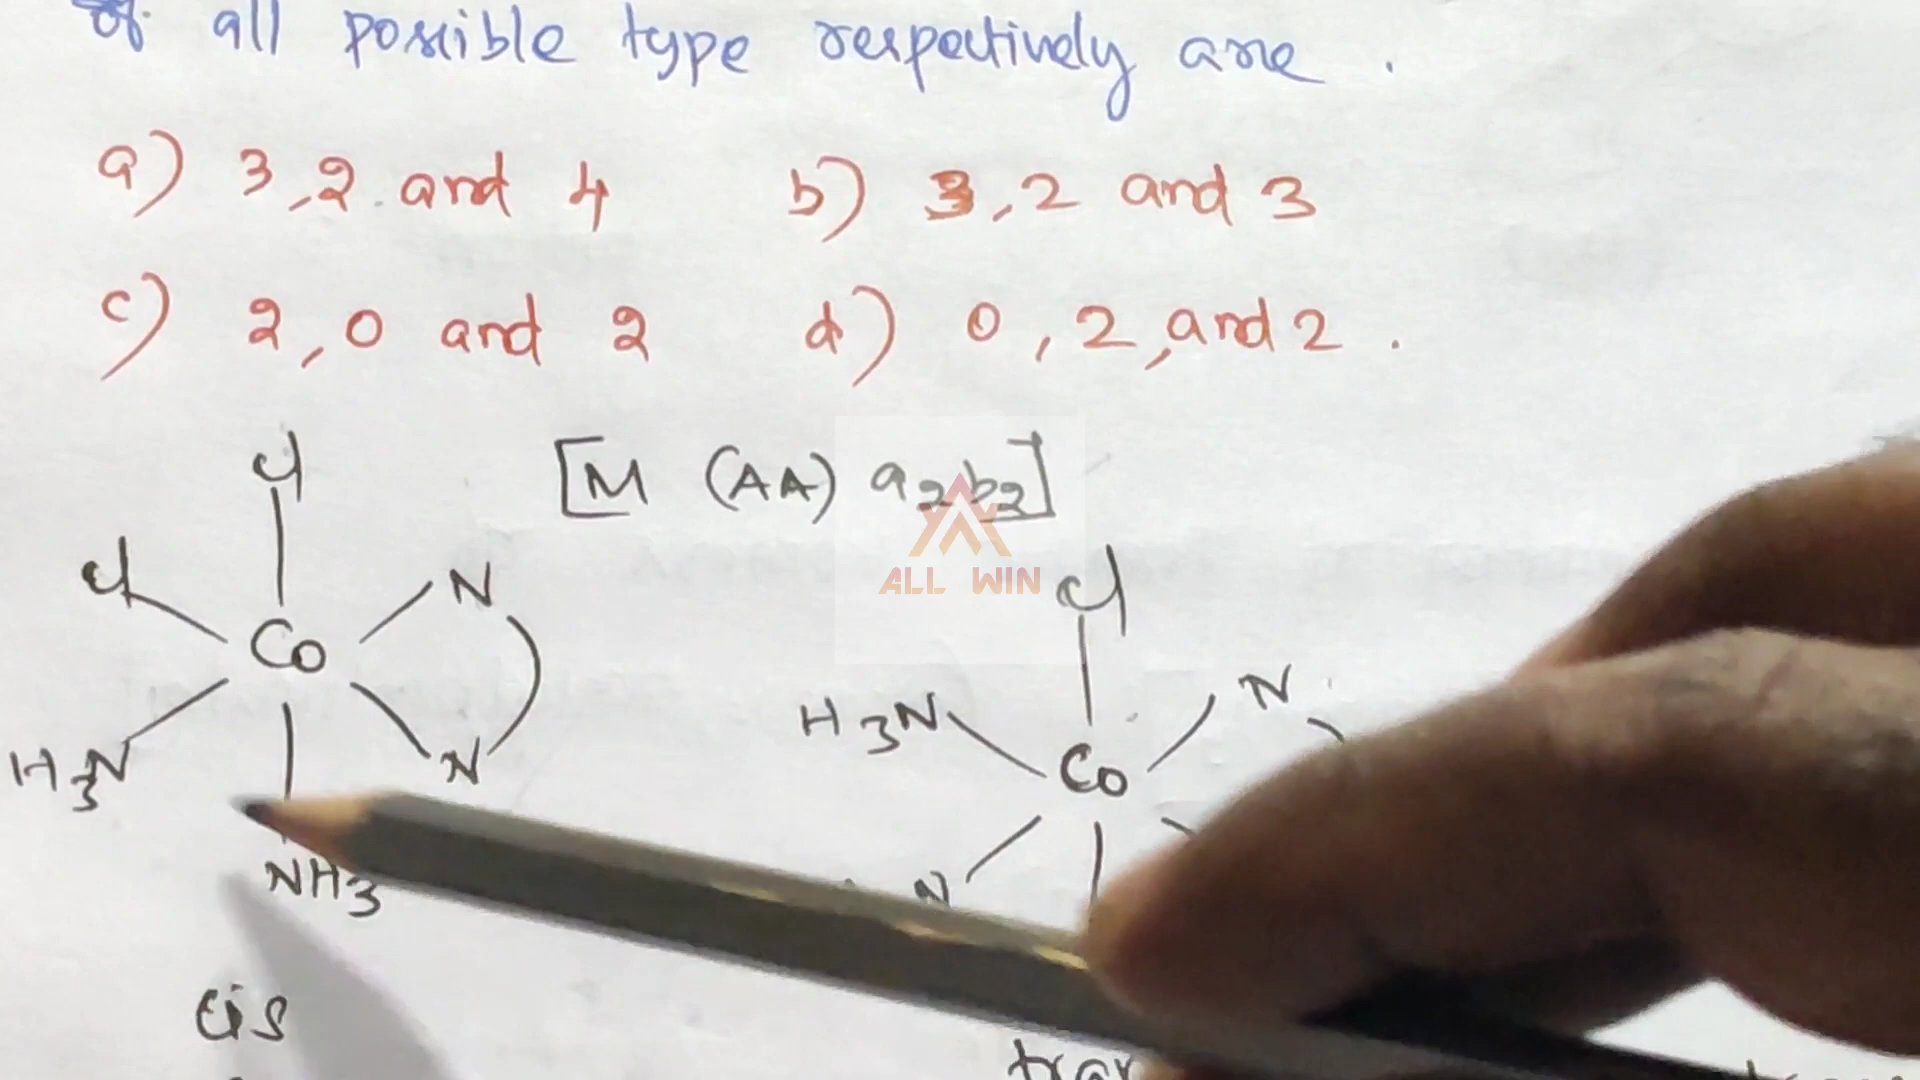 of all possible type respectively are .
a) 3,2 and 4
b) 3,2 and 3
c) 2,0 and 2
d) 0,2,and 2 .
[M (AA) a2b2]
ALL WIN
Cl
Cl
N
Co
H3N
N
NH3
cis
Cl
H3N
N
Co
N